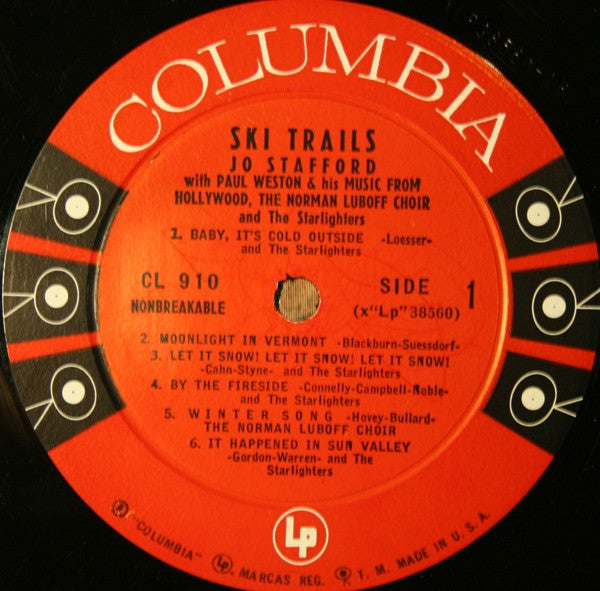 COLUMBIA
SKI TRAILS
JO STAFFORD
with PAUL WESTON & his MUSIC FROM
HOLLYWOOD, THE NORMAN LUBOFF CHOIR
and The Starlighters
1. BABY, IT'S COLD OUTSIDE -Loesser-
and The Starlighters
CL 910 SIDE 1
NONBREAKABLE (x"Lp"38560)
2. MOONLIGHT IN VERMONT -Blackburn-Suessdorf-
3. LET IT SNOW! LET IT SNOW! LET IT SNOW!
-Cahn-Styne- and The Starlighters
4. BY THE FIRESIDE -Connelly-Campbell-Noble-
and The Starlighters
5. WINTER SONG -Hovey-Bullard-
THE NORMAN LUBOFF CHOIR
6. IT HAPPENED IN SUN VALLEY
-Gordon-Warren- and The
Starlighters
Lp
® "COLUMBIA" Lp. MARCAS REG. T. M. MADE IN U. S. A.